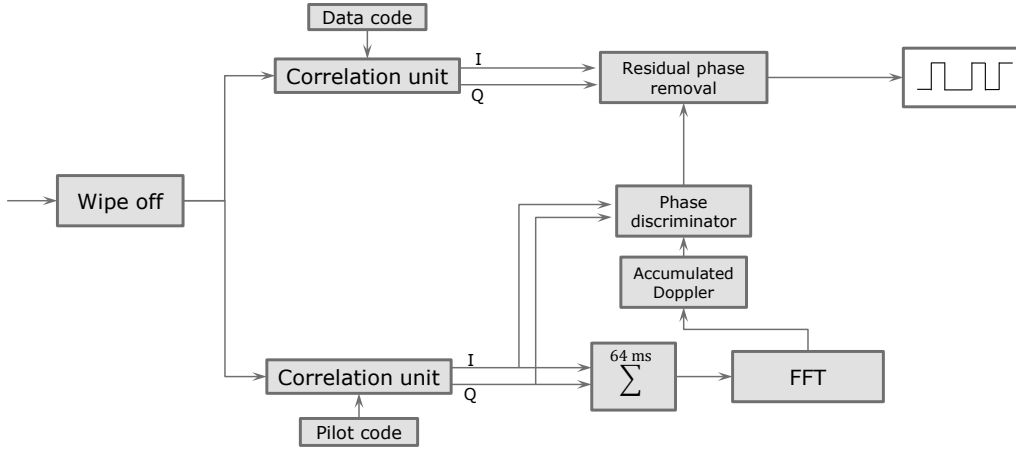 Data code
Correlation unit
I
Q
Residual phase
removal
Wipe off
Phase
discriminator
Accumulated
Doppler
Correlation unit
I
Q
64 ms
∑
FFT
Pilot code